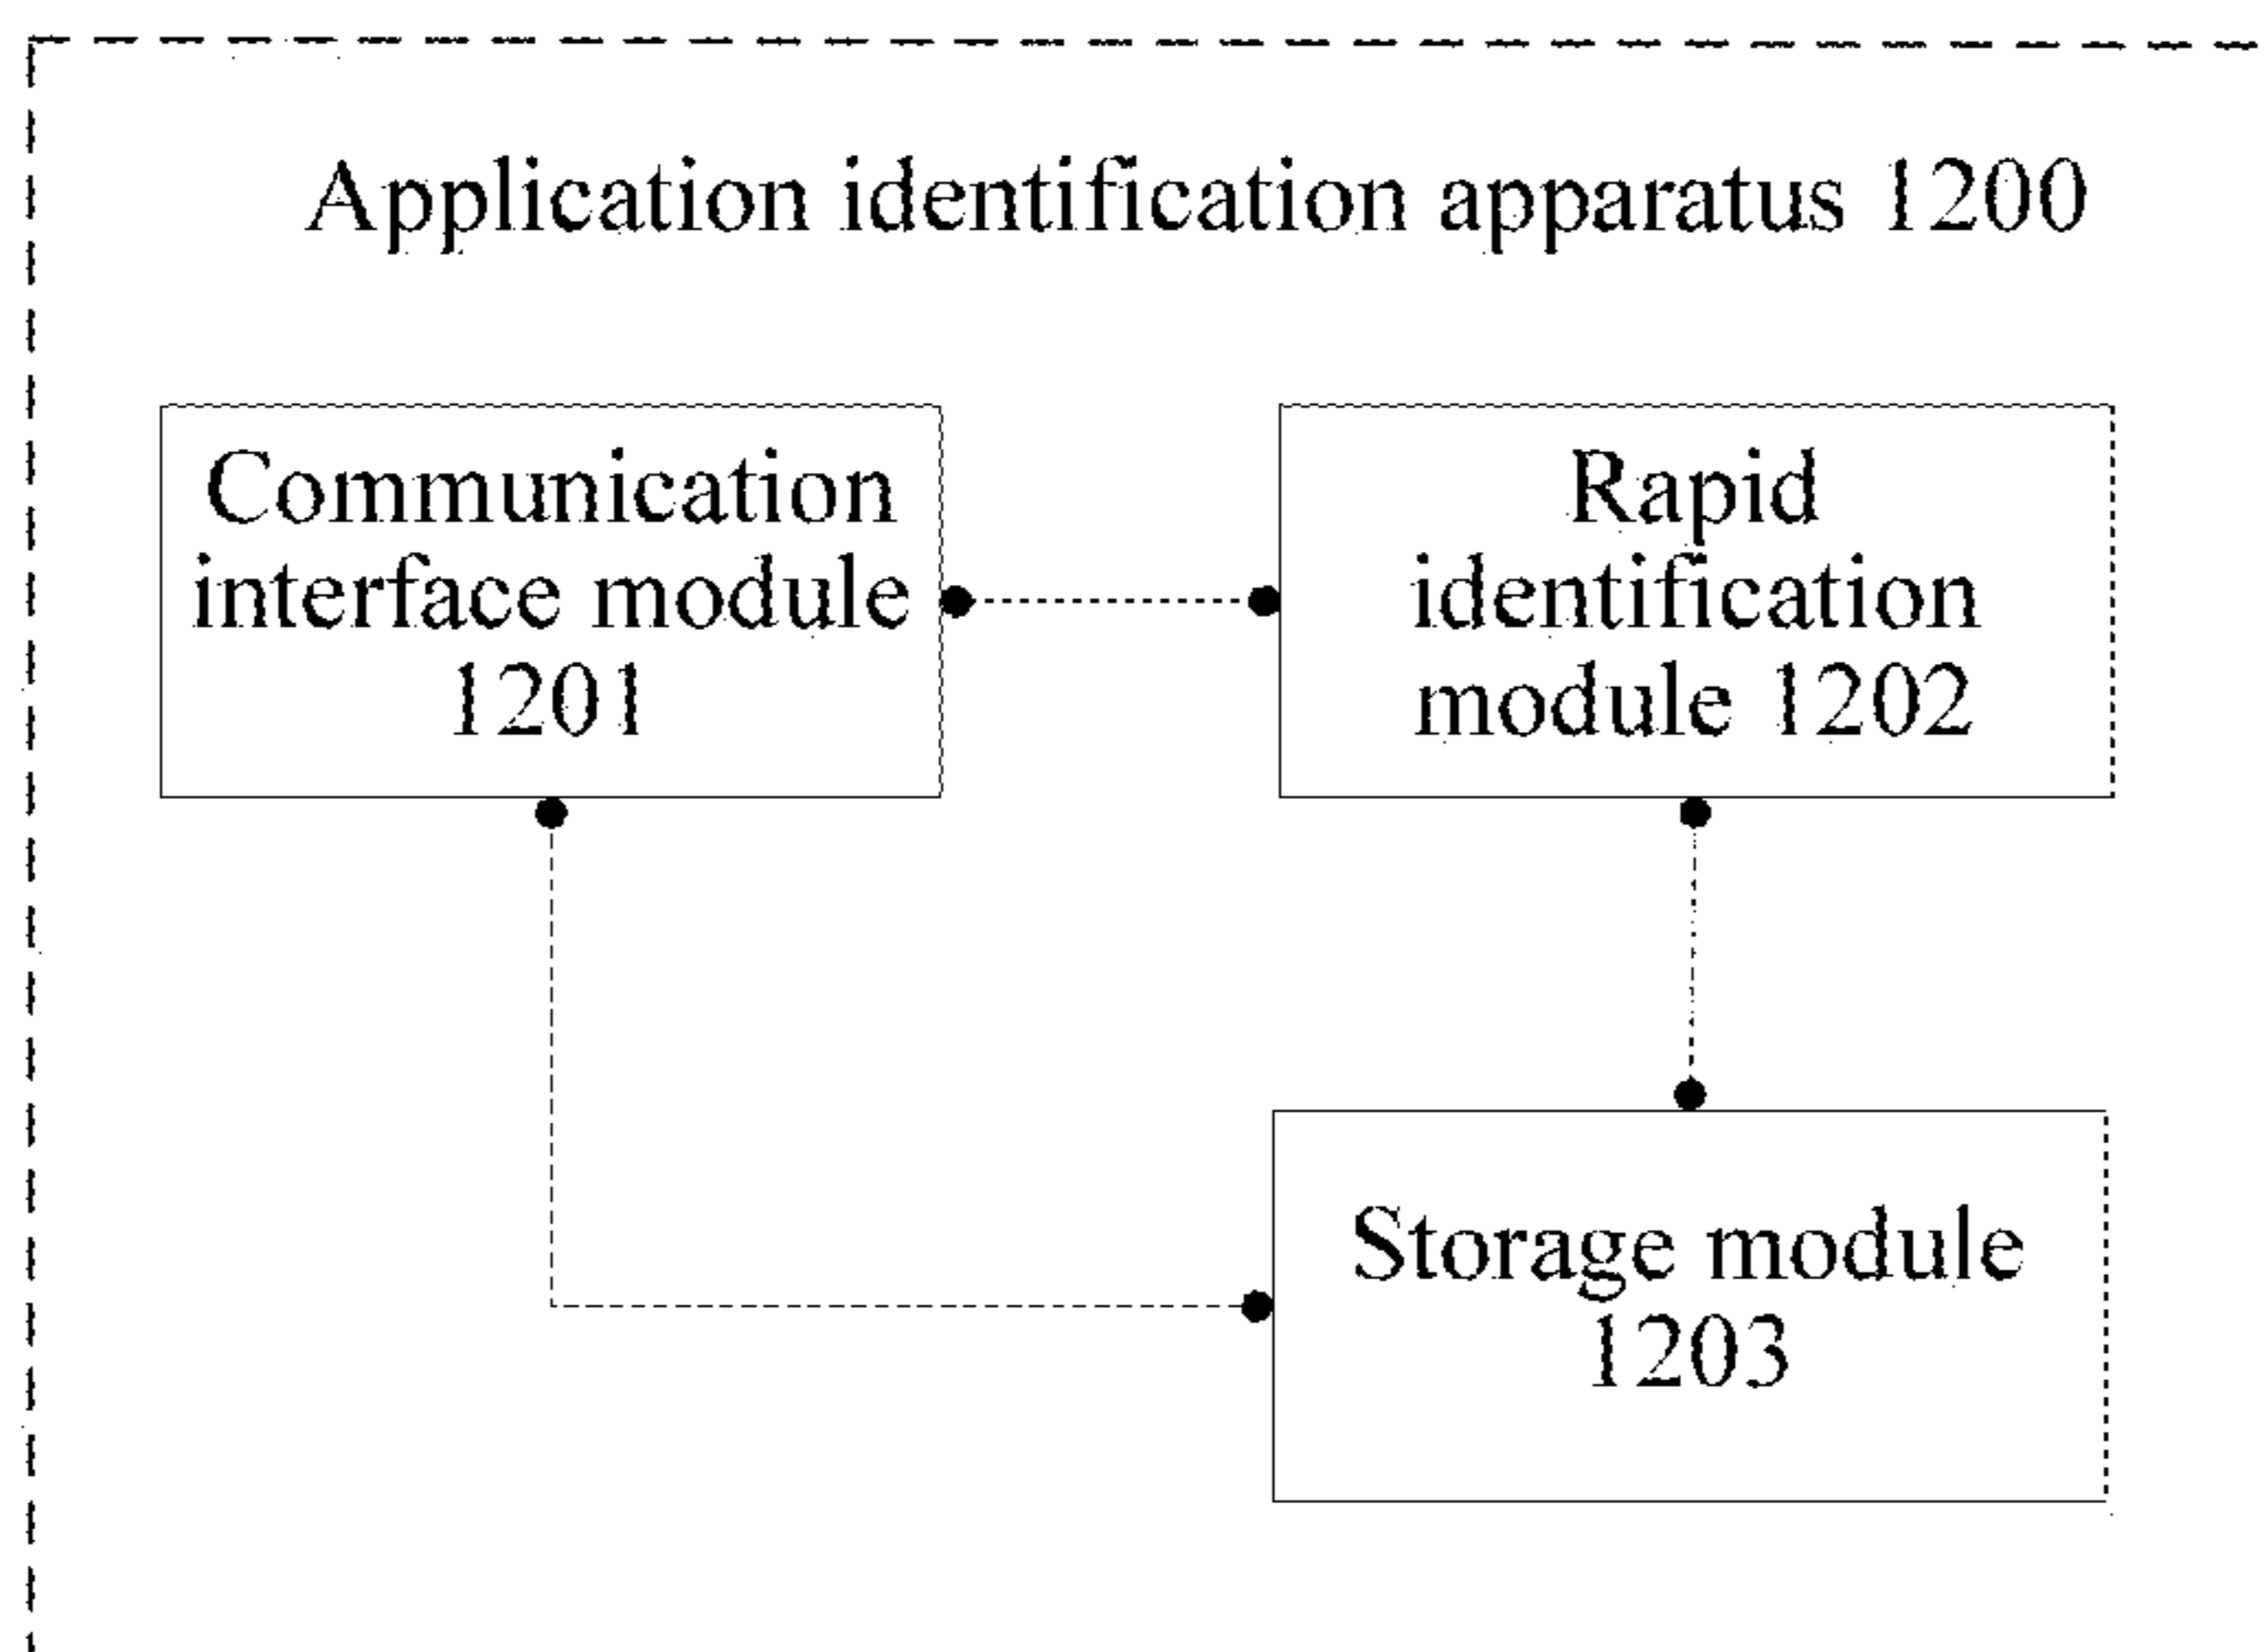 Application identification apparatus 1200
Communication
interface module
1201
Rapid
identification
module 1202
Storage module
1203